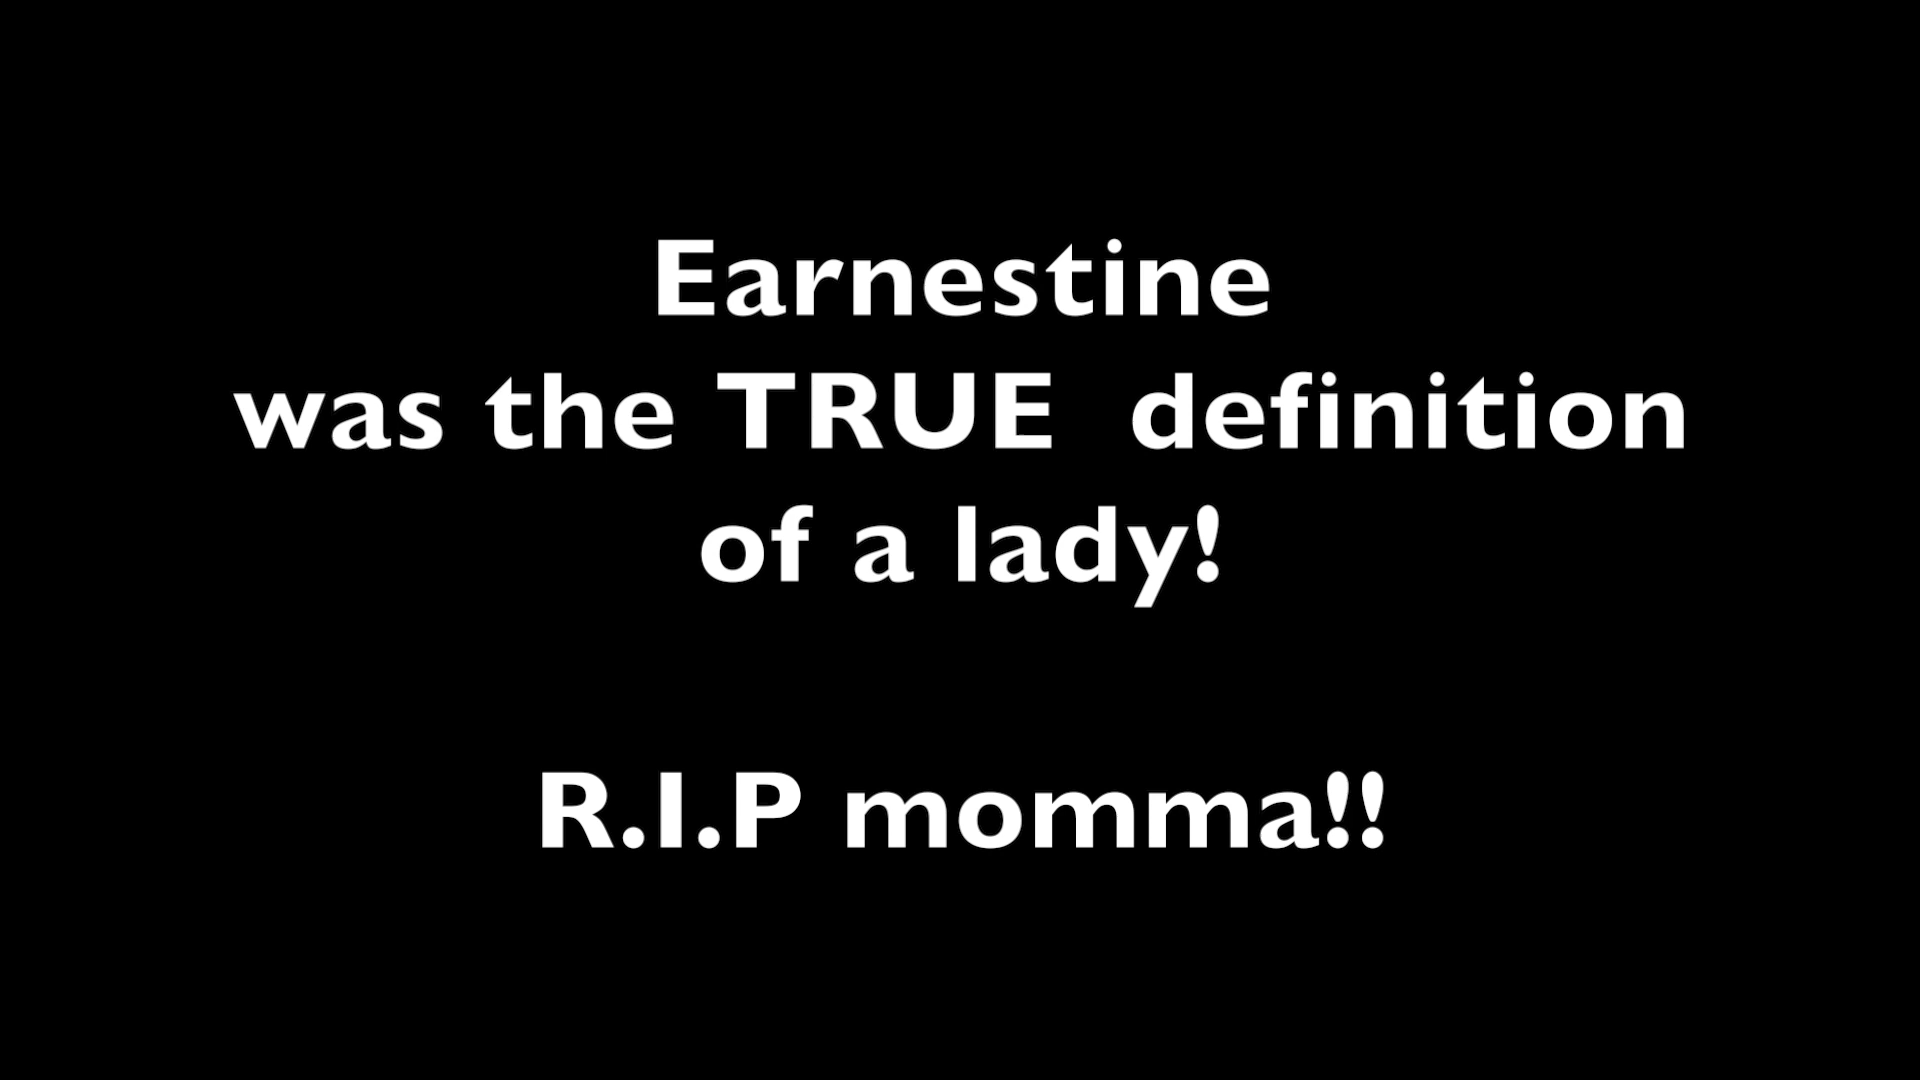 Earnestine
was the TRUE  definition
of a lady!
R.I.P momma!!